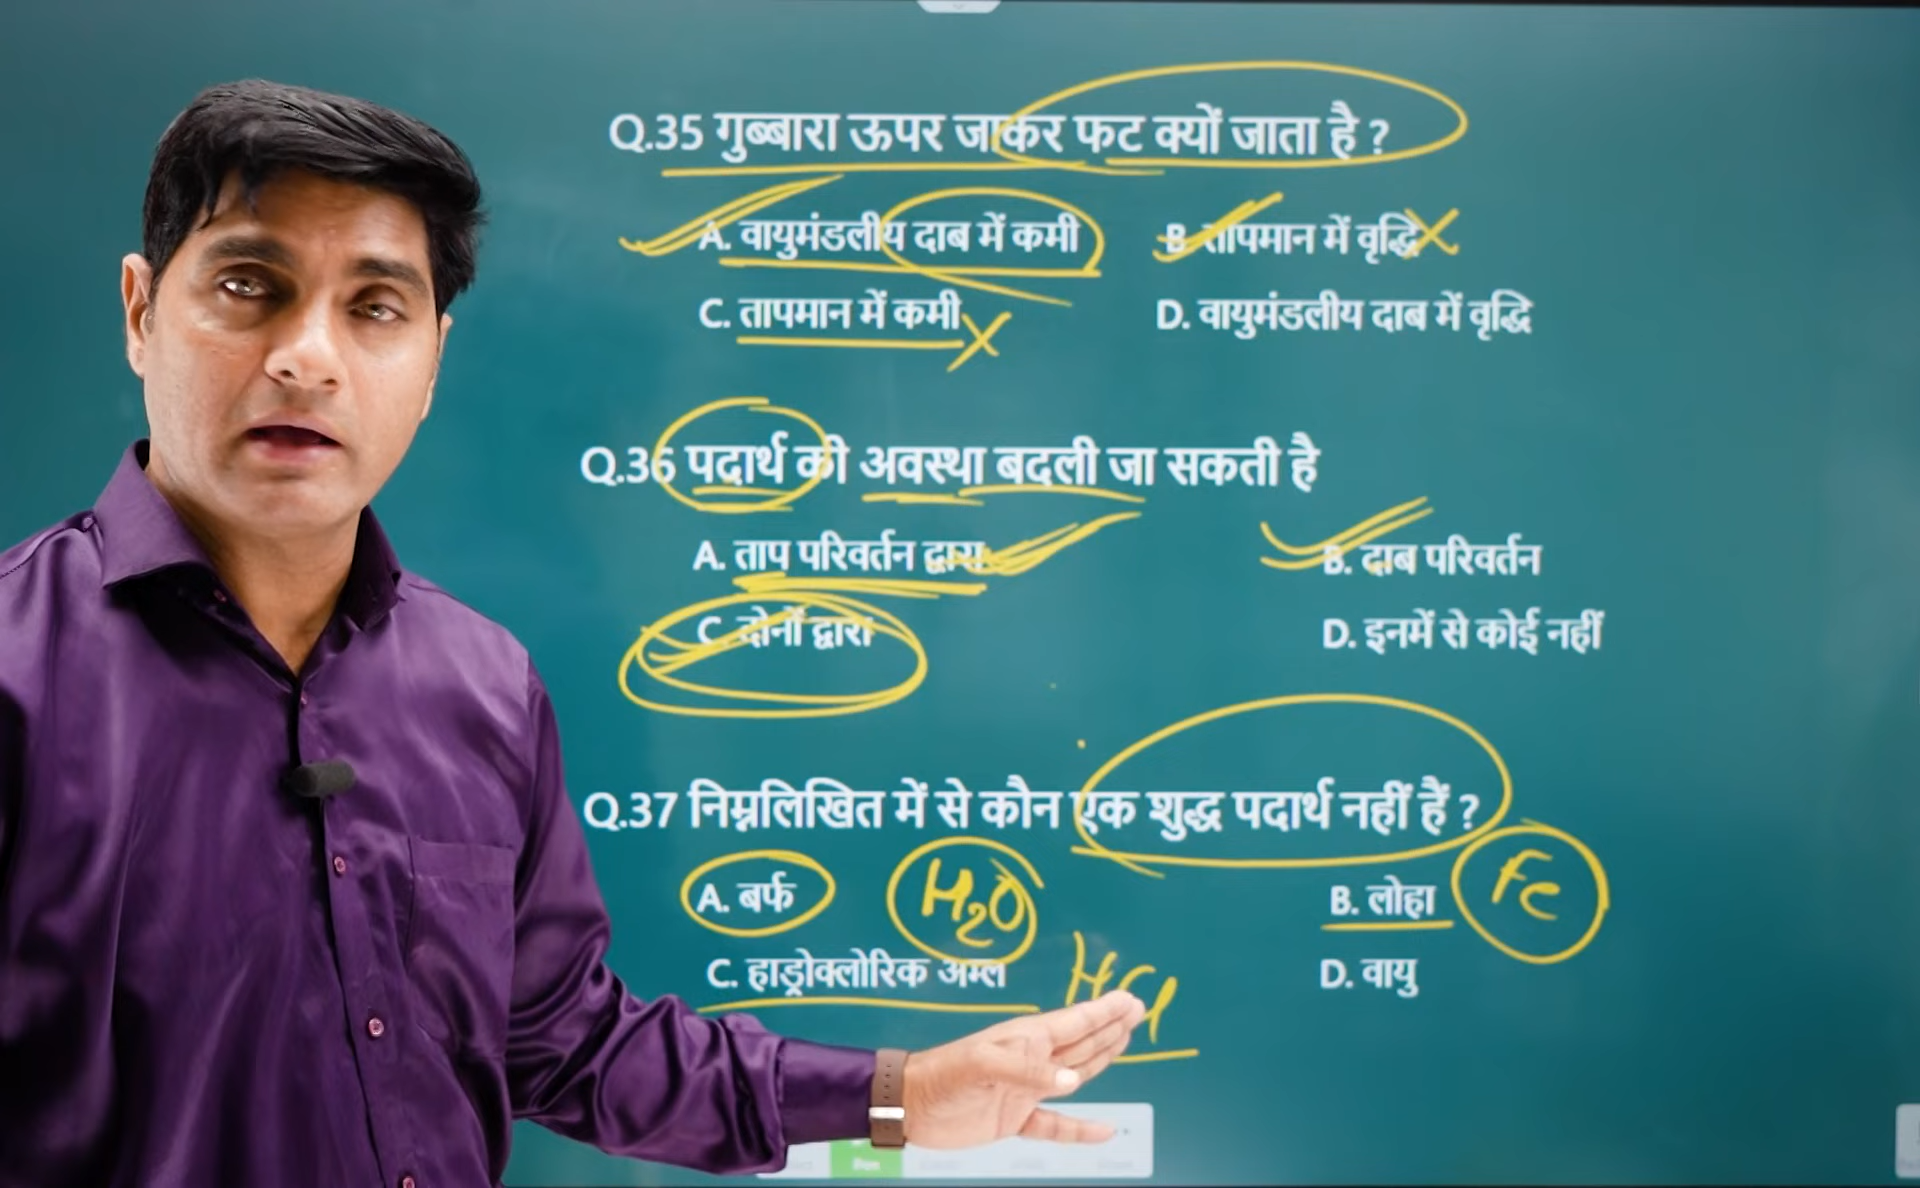 Q.35 गुब्बारा ऊपर जाकर फट क्यों जाता है ?
A. वायुमंडलीय दाब में कमी B. तापमान में वृद्धि
C. तापमान में कमी D. वायुमंडलीय दाब में वृद्धि
Q.36 पदार्थ की अवस्था बदली जा सकती है
A. ताप परिवर्तन द्वारा B. दाब परिवर्तन
C. दोनों द्वारा D. इनमें से कोई नहीं
Q.37 निम्नलिखित में से कौन एक शुद्ध पदार्थ नहीं हैं ?
A. बर्फ H2O B. लोहा Fe
C. हाड्रोक्लोरिक अम्ल HCl D. वायु